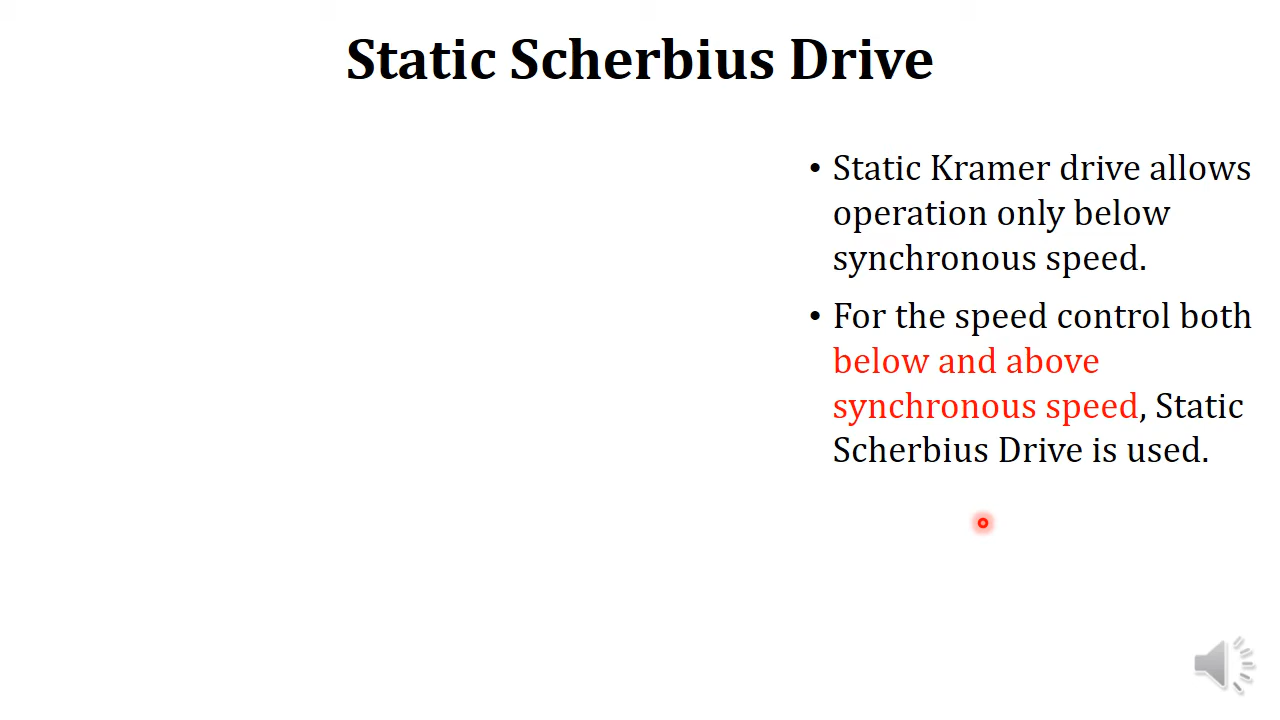 Static Scherbius Drive
• Static Kramer drive allows
operation only below
synchronous speed.
• For the speed control both
below and above
synchronous speed, Static
Scherbius Drive is used.